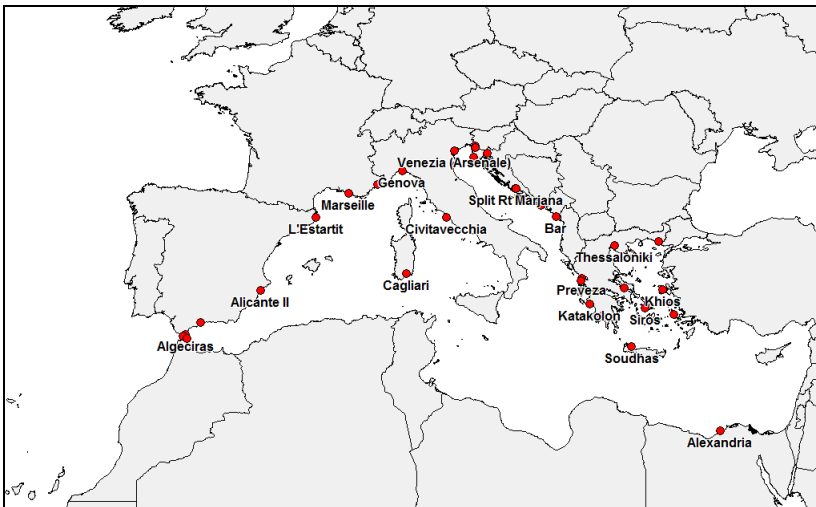 Venezia (Arsenale)
Genova
Marseille
Split Rt Marjana
L'Estartit
Civitavecchia
Bar
Thessaloniki
Cagliari
Preveza
Alicante II
Khios
Katakolon
Siros
Algeciras
Soudhas
Alexandria